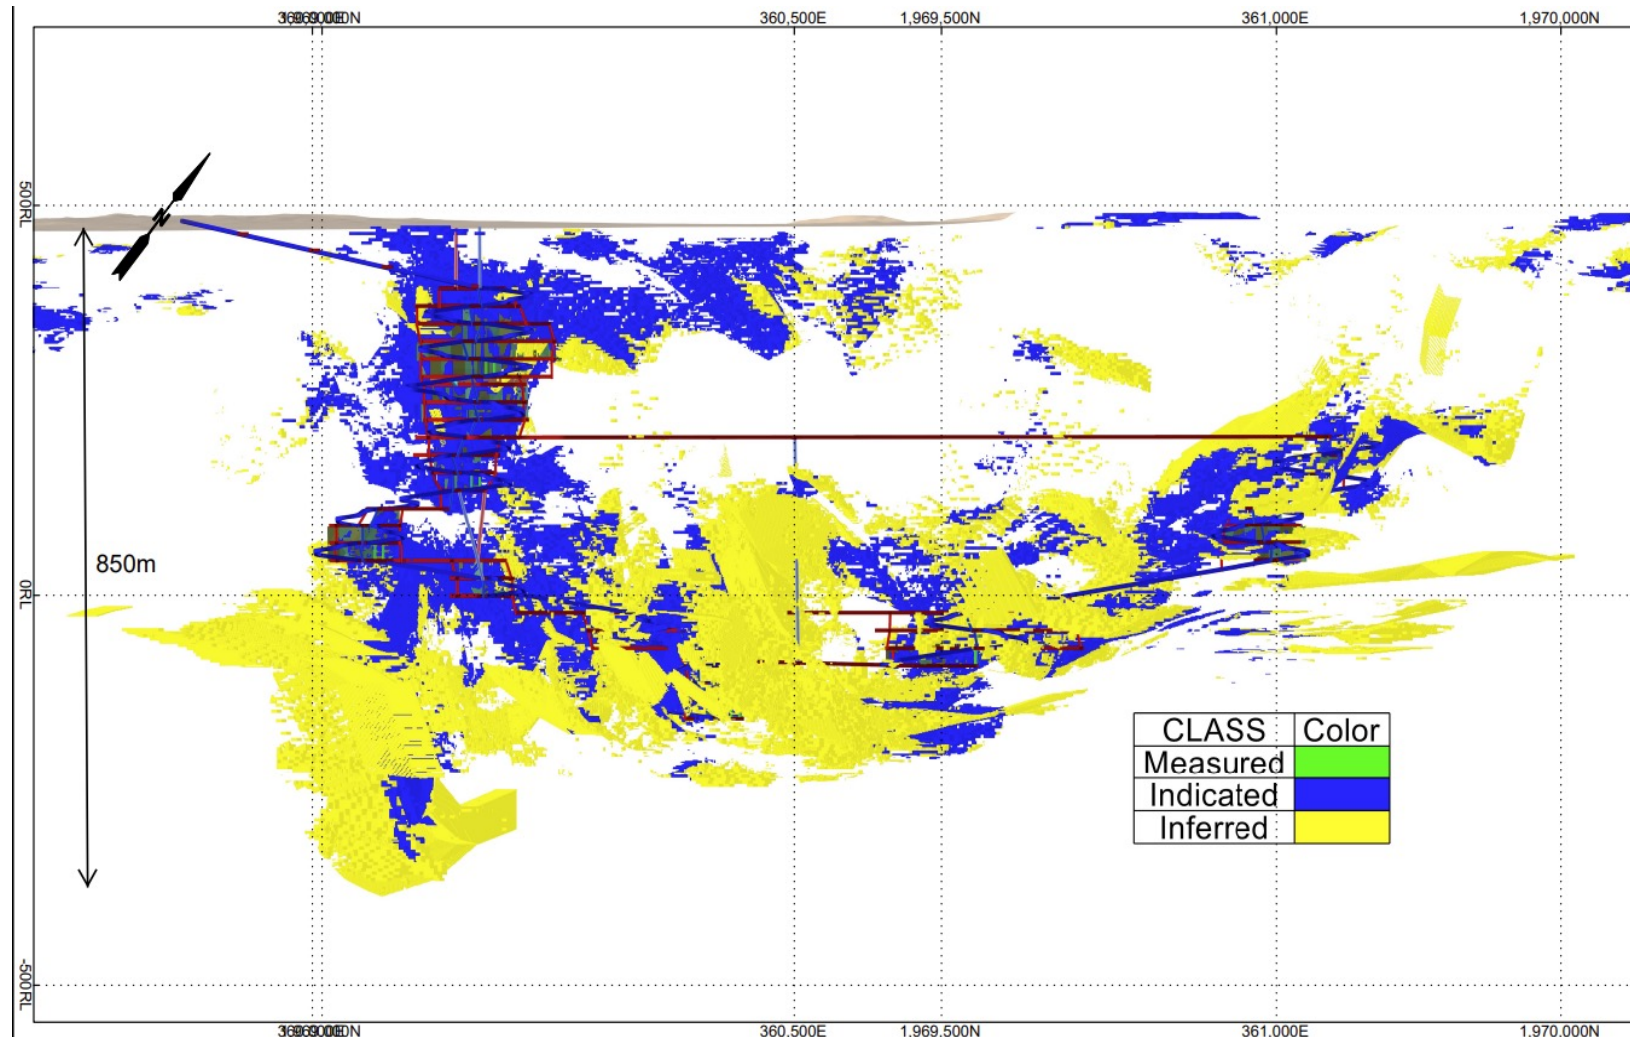 360,500E
1,969,500N
361,000E
1,970,000N
500RL
N
850m
0RL
CLASS Color
Measured
Indicated
Inferred
-500RL
360,500E
1,969,500N
361,000E
1,970,000N